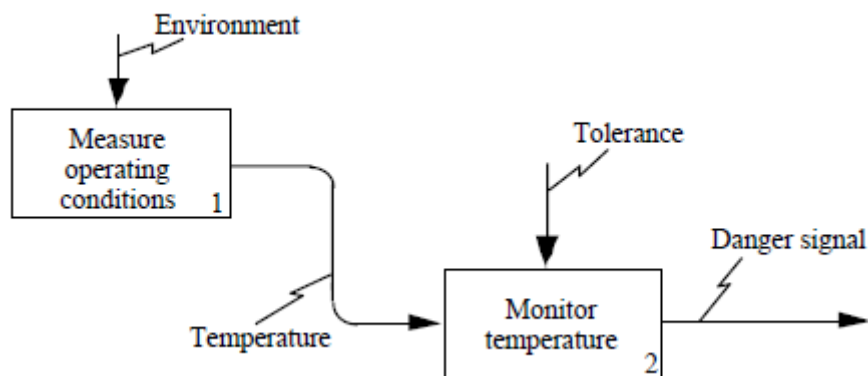 Environment
Measure
operating
conditions
1
Tolerance
Danger signal
Temperature
Monitor
temperature
2